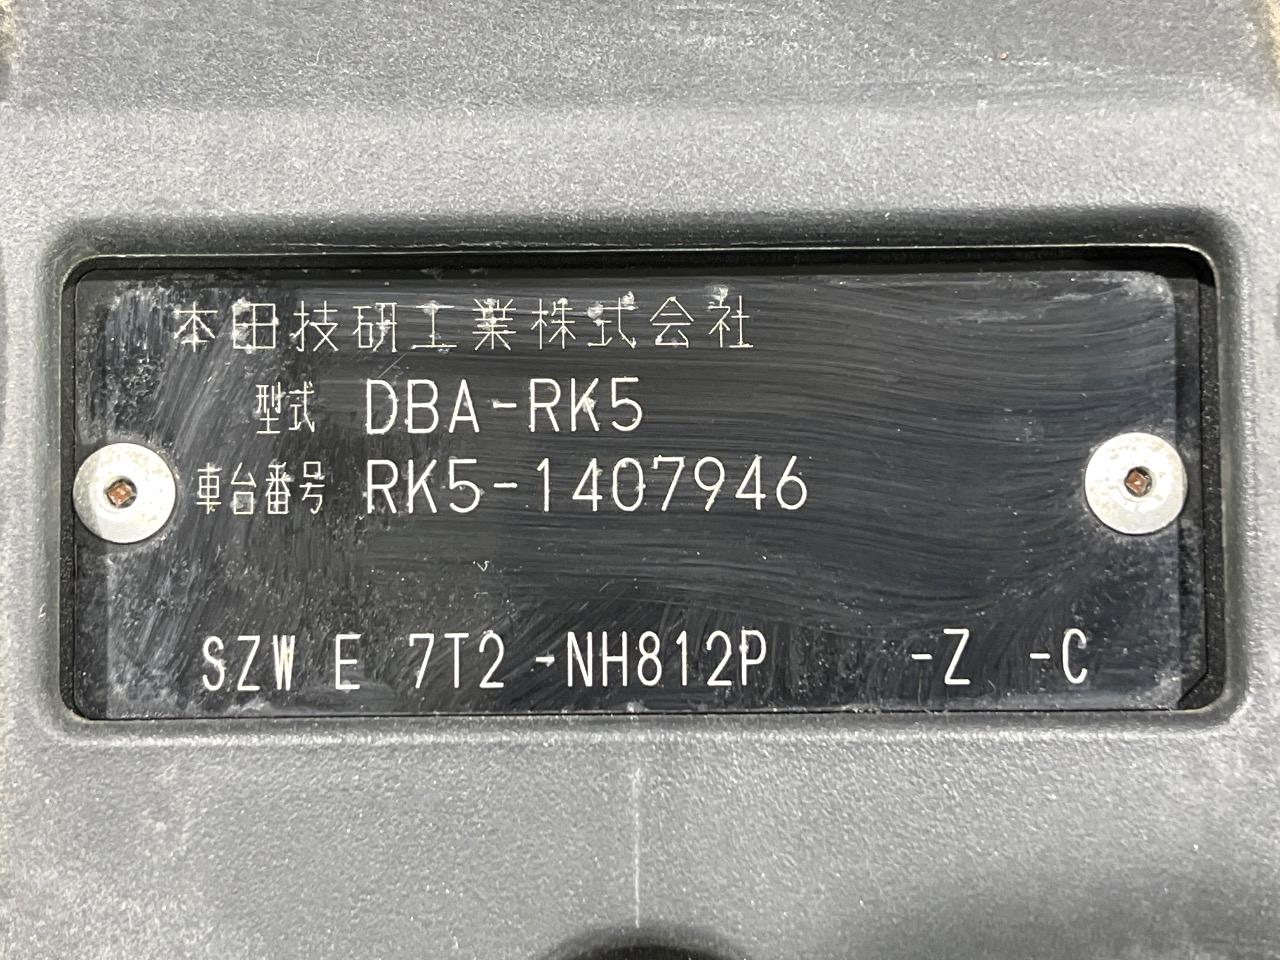 本田技研工業株式会社
型式 DBA-RK5
車台番号 RK5-1407946
SZW E 7T2 -NH812P -Z -C